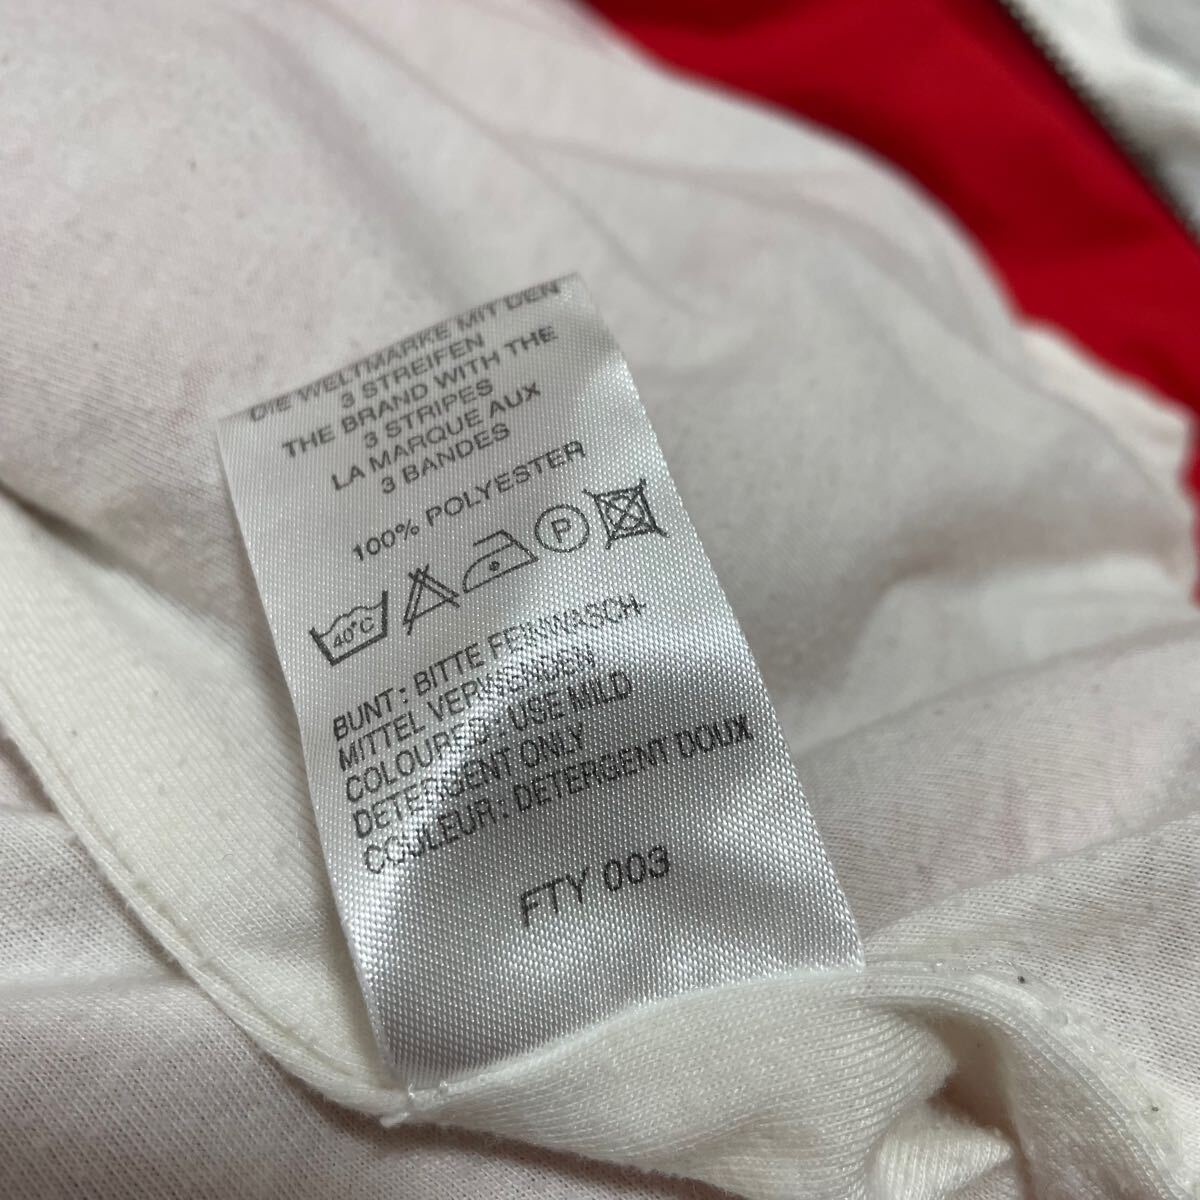 DIE WELTMARKE MIT DEN
3 STREIFEN
THE BRAND WITH THE
3 STRIPES
LA MARQUE AUX
3 BANDES
100% POLYESTER
40°C P
BUNT: BITTE FEINWASCH-
MITTEL VERWENDEN
COLOURED: USE MILD
DETERGENT ONLY
COULEUR: DETERGENT DOUX
FTY 003